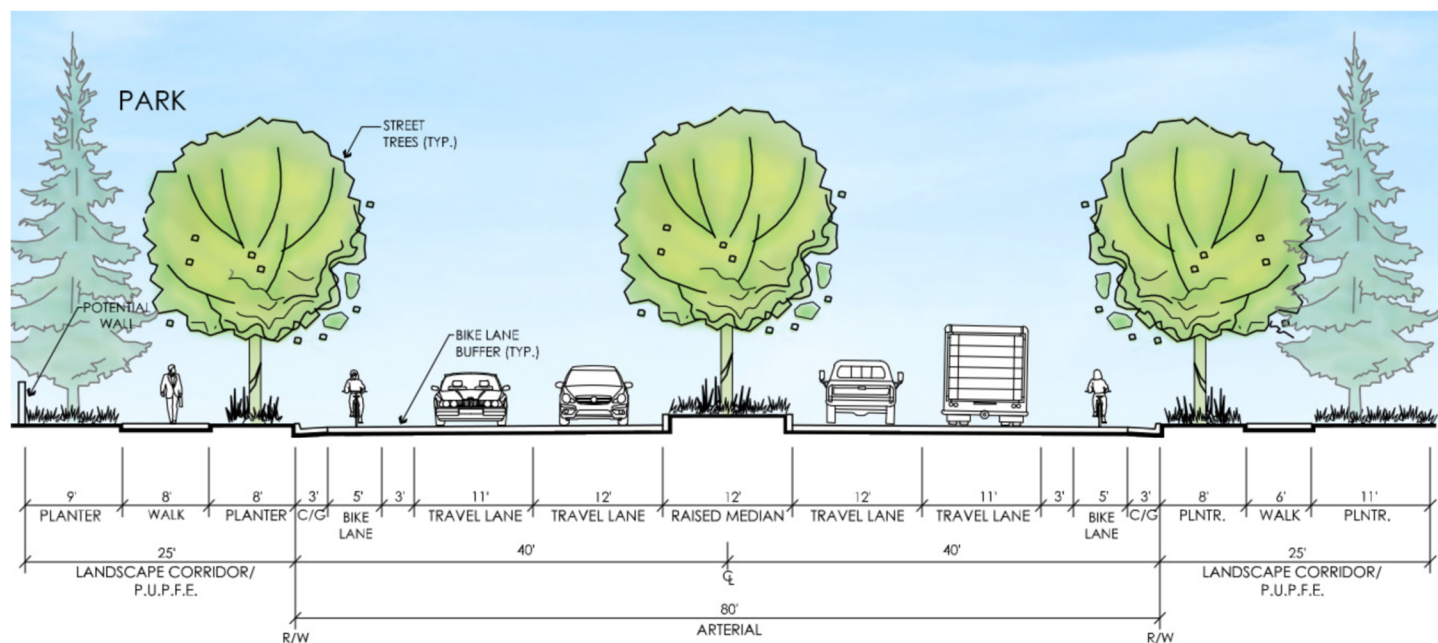 PARK
STREET
TREES (TYP.)
POTENTIAL
WALL
BIKE LANE
BUFFER (TYP.)
9' 8' 8' 3' 5' 3' 11' 12' 12' 12' 11' 3' 5' 3' 8' 6' 11'
PLANTER WALK PLANTER C/G BIKE LANE TRAVEL LANE TRAVEL LANE RAISED MEDIAN TRAVEL LANE TRAVEL LANE BIKE LANE C/G PLNTR. WALK PLNTR.
25' 40' 40' 25'
LANDSCAPE CORRIDOR/ CL LANDSCAPE CORRIDOR/
P.U.P.F.E. P.U.P.F.E.
80'
ARTERIAL
R/W R/W